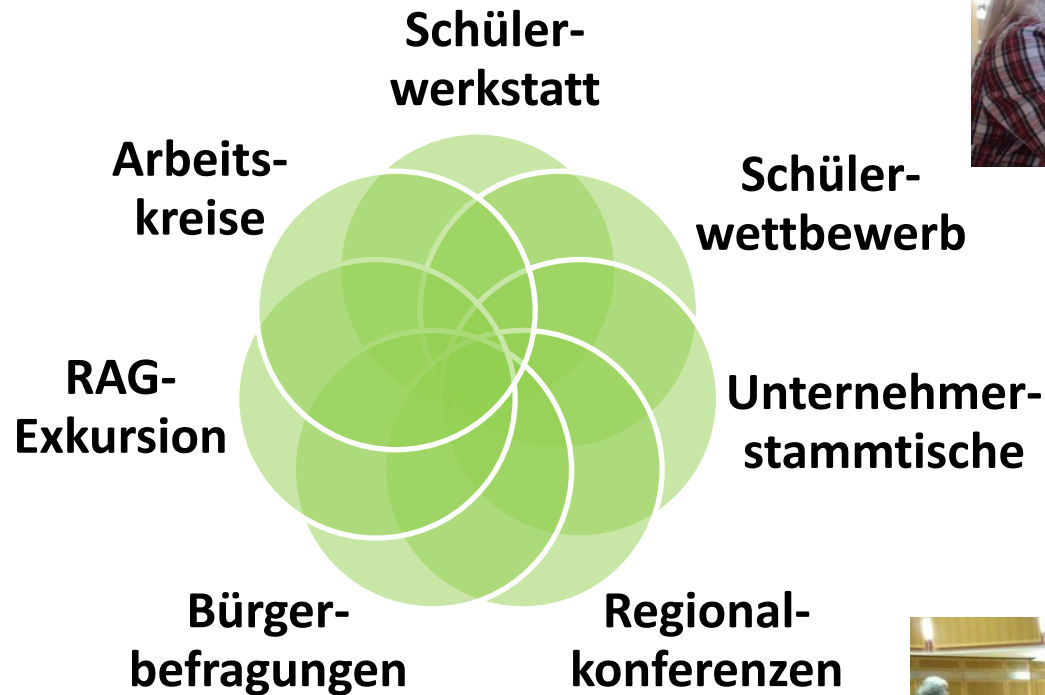 Schüler-
werkstatt
Schüler-
wettbewerb
Unternehmer-
stammtische
Regional-
konferenzen
Bürger-
befragungen
RAG-
Exkursion
Arbeits-
kreise